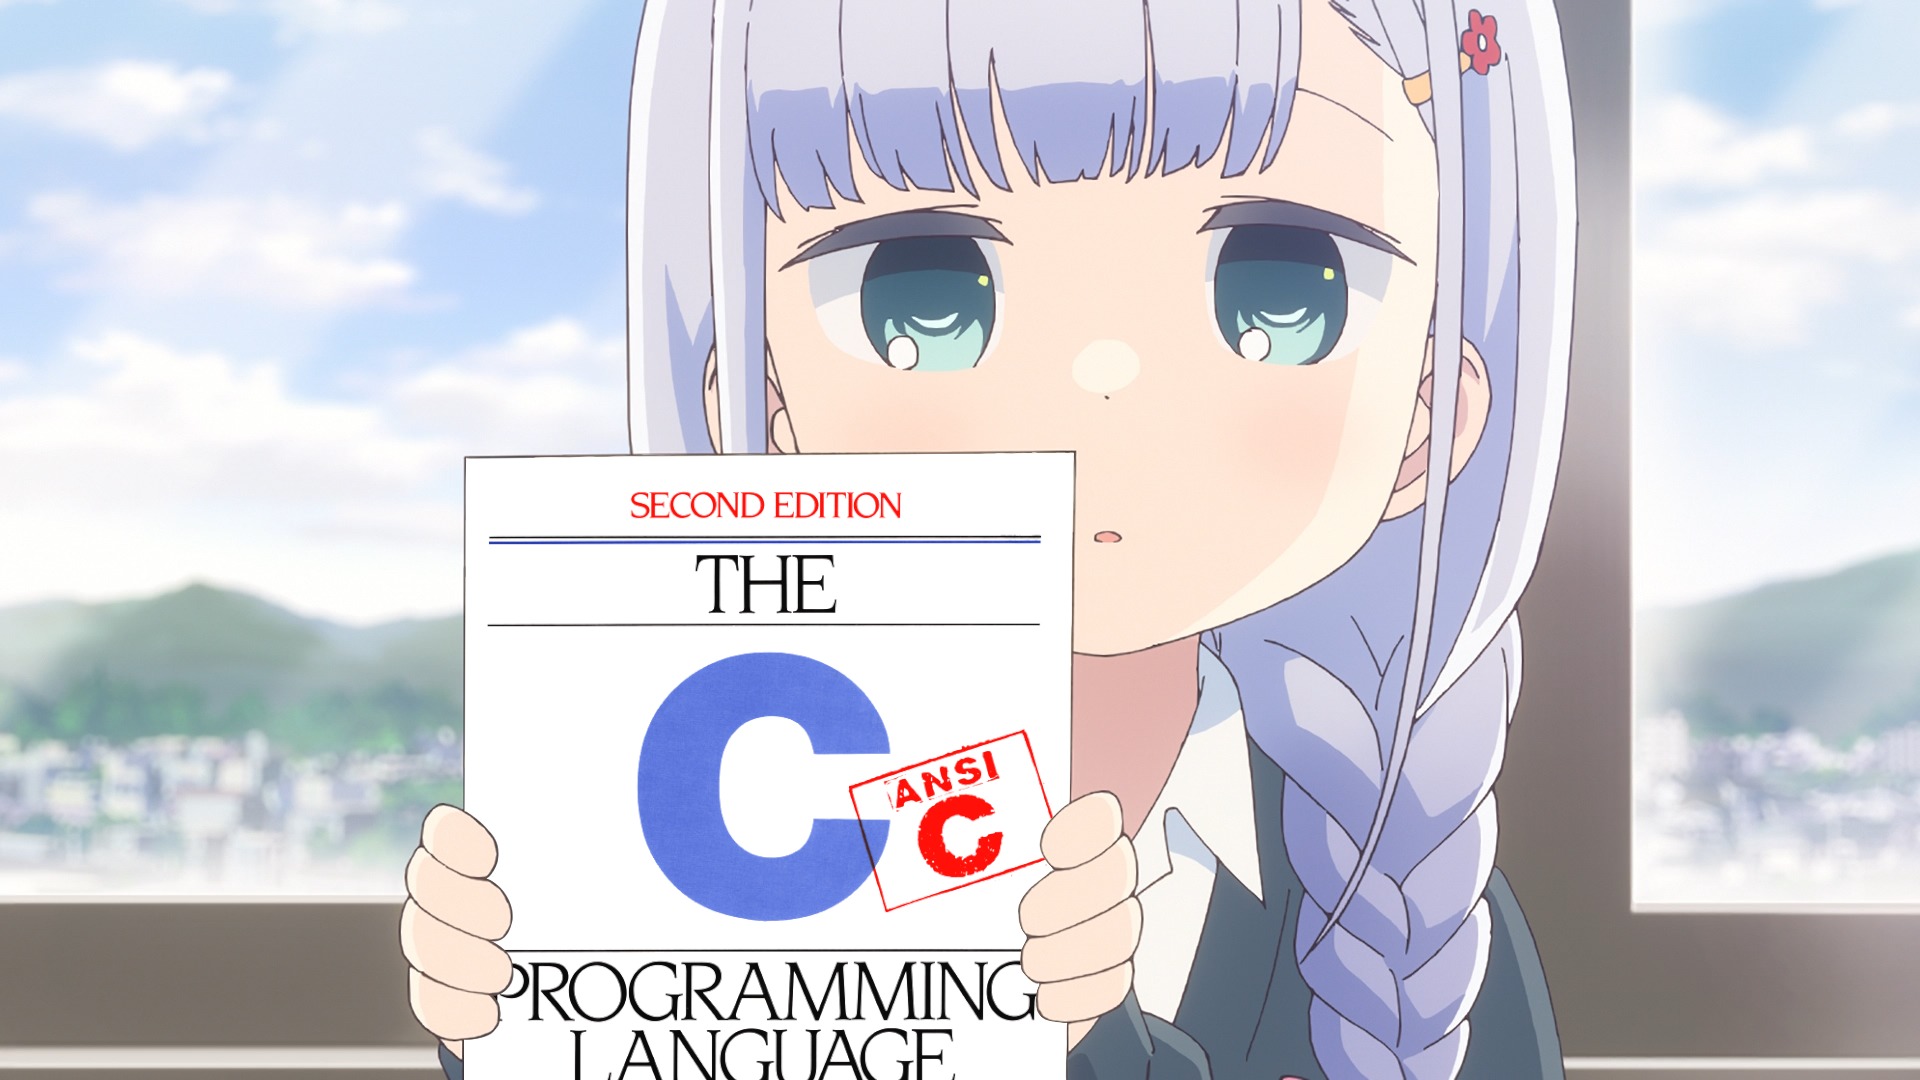 SECOND EDITION
THE
C
ANSI
C
PROGRAMMING
LANGUAGE